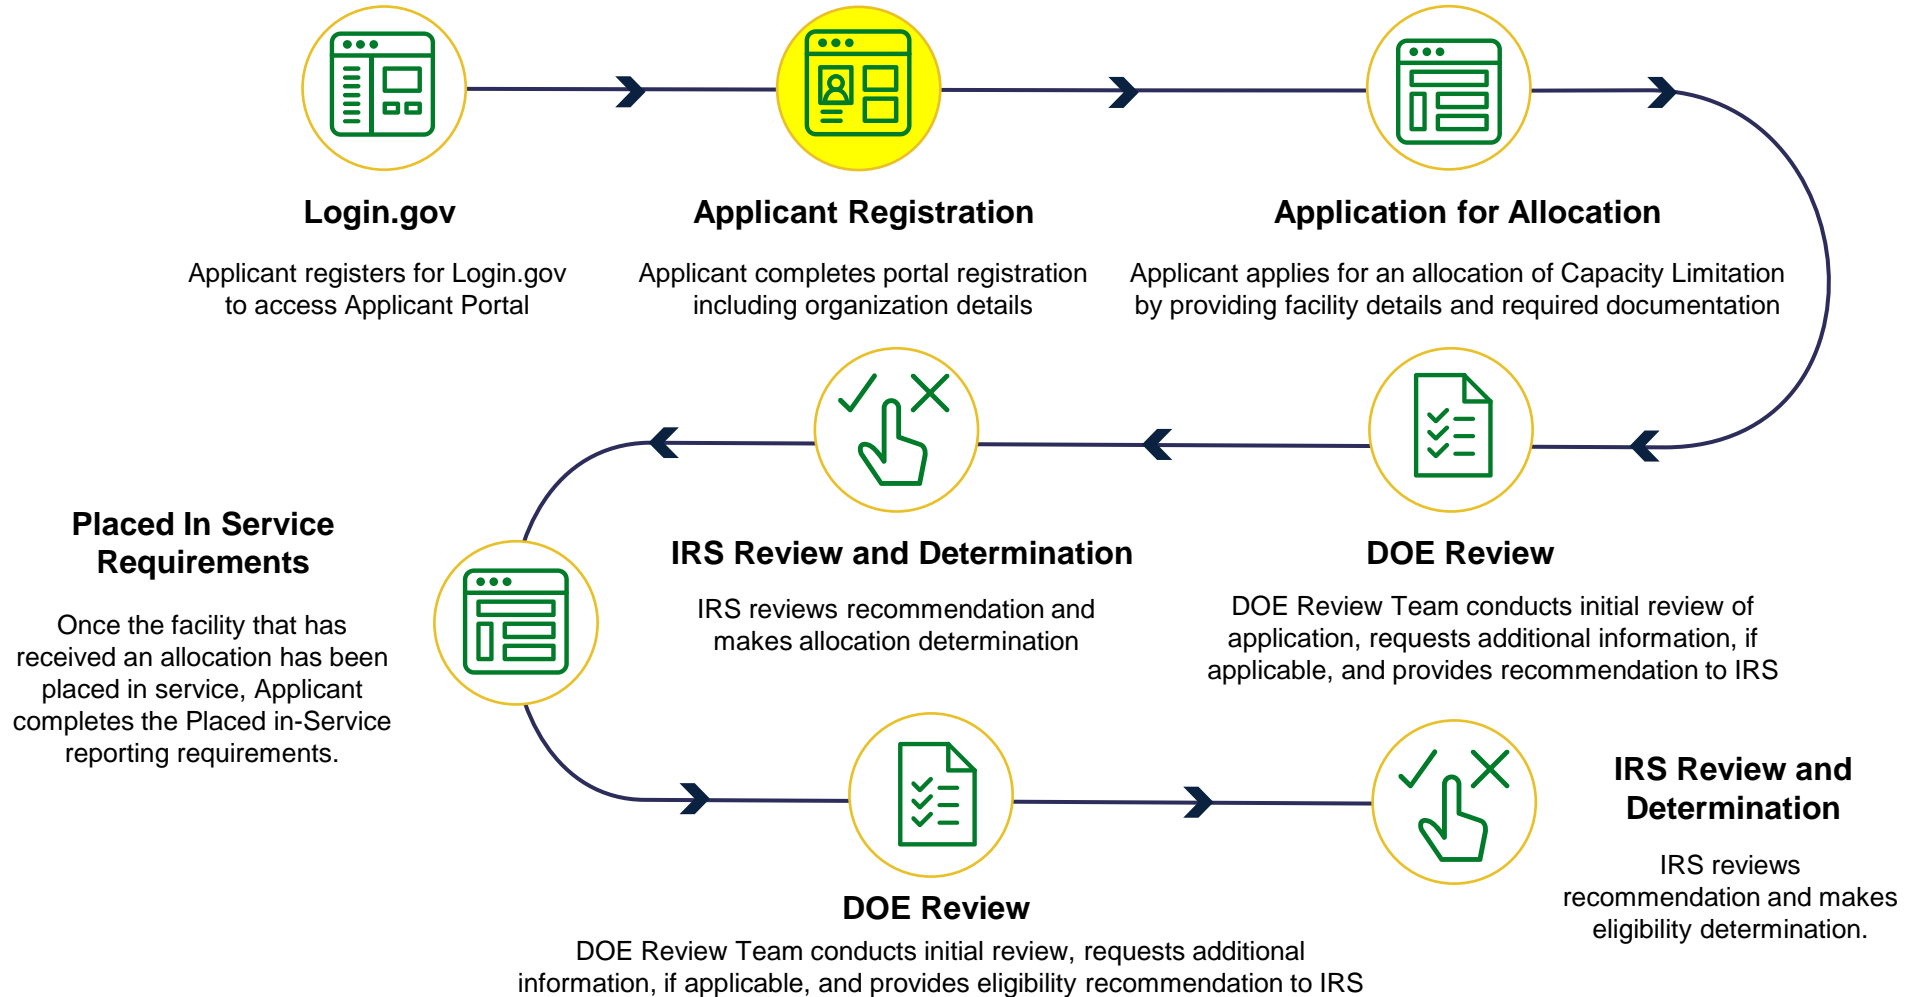 Login.gov
Applicant registers for Login.gov
to access Applicant Portal
Applicant Registration
Applicant completes portal registration
including organization details
Application for Allocation
Applicant applies for an allocation of Capacity Limitation
by providing facility details and required documentation
DOE Review
DOE Review Team conducts initial review of
application, requests additional information, if
applicable, and provides recommendation to IRS
IRS Review and Determination
IRS reviews recommendation and
makes allocation determination
Placed In Service
Requirements
Once the facility that has
received an allocation has been
placed in service, Applicant
completes the Placed in-Service
reporting requirements.
DOE Review
DOE Review Team conducts initial review, requests additional
information, if applicable, and provides eligibility recommendation to IRS
IRS Review and
Determination
IRS reviews
recommendation and makes
eligibility determination.